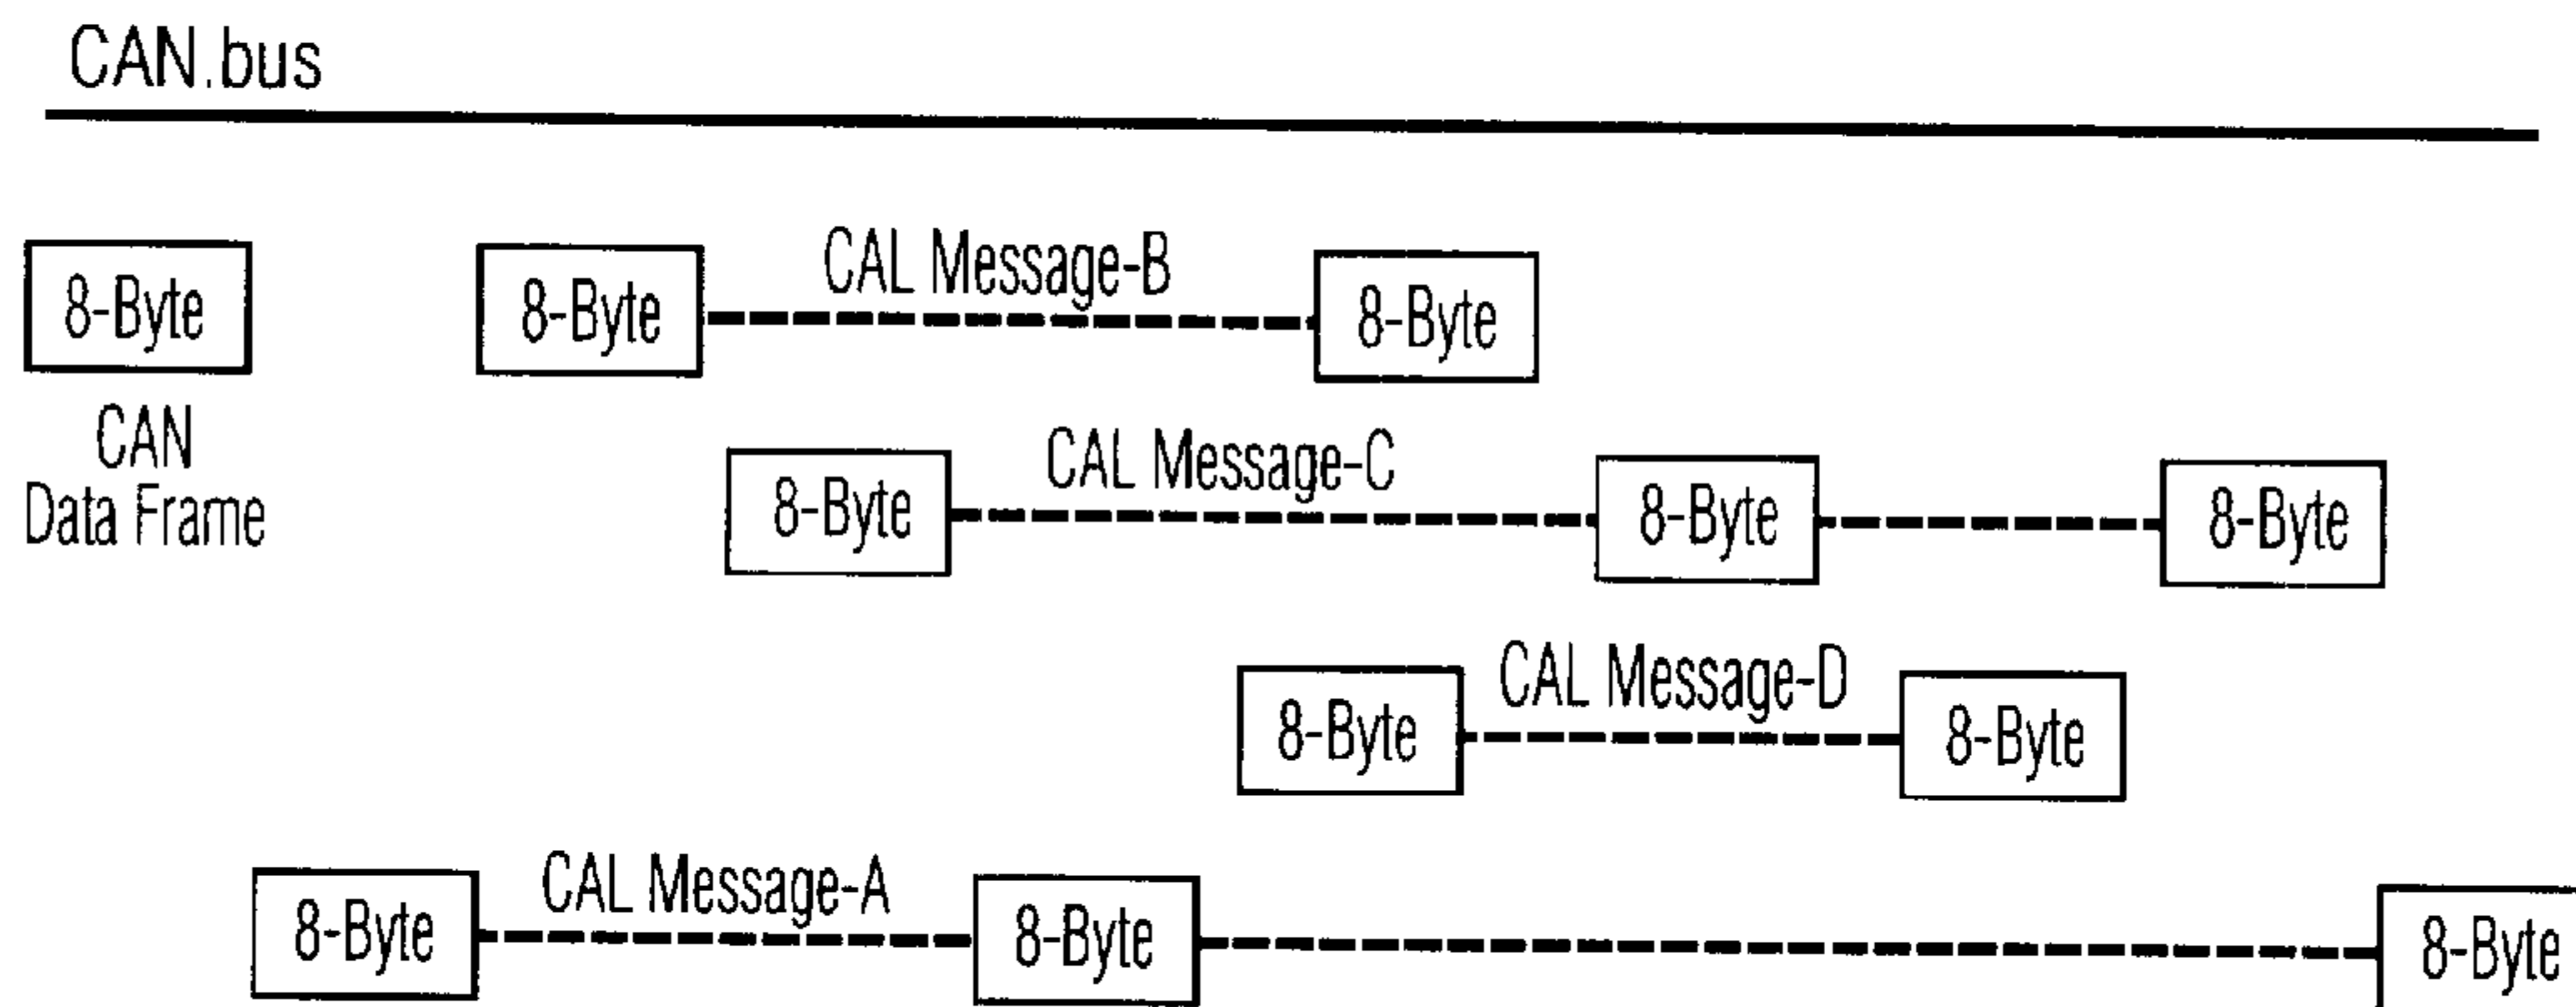 CAN.bus
8-Byte
CAN
Data Frame
8-Byte
CAL Message-B
8-Byte
8-Byte
CAL Message-C
8-Byte
8-Byte
8-Byte
CAL Message-D
8-Byte
8-Byte
CAL Message-A
8-Byte
8-Byte